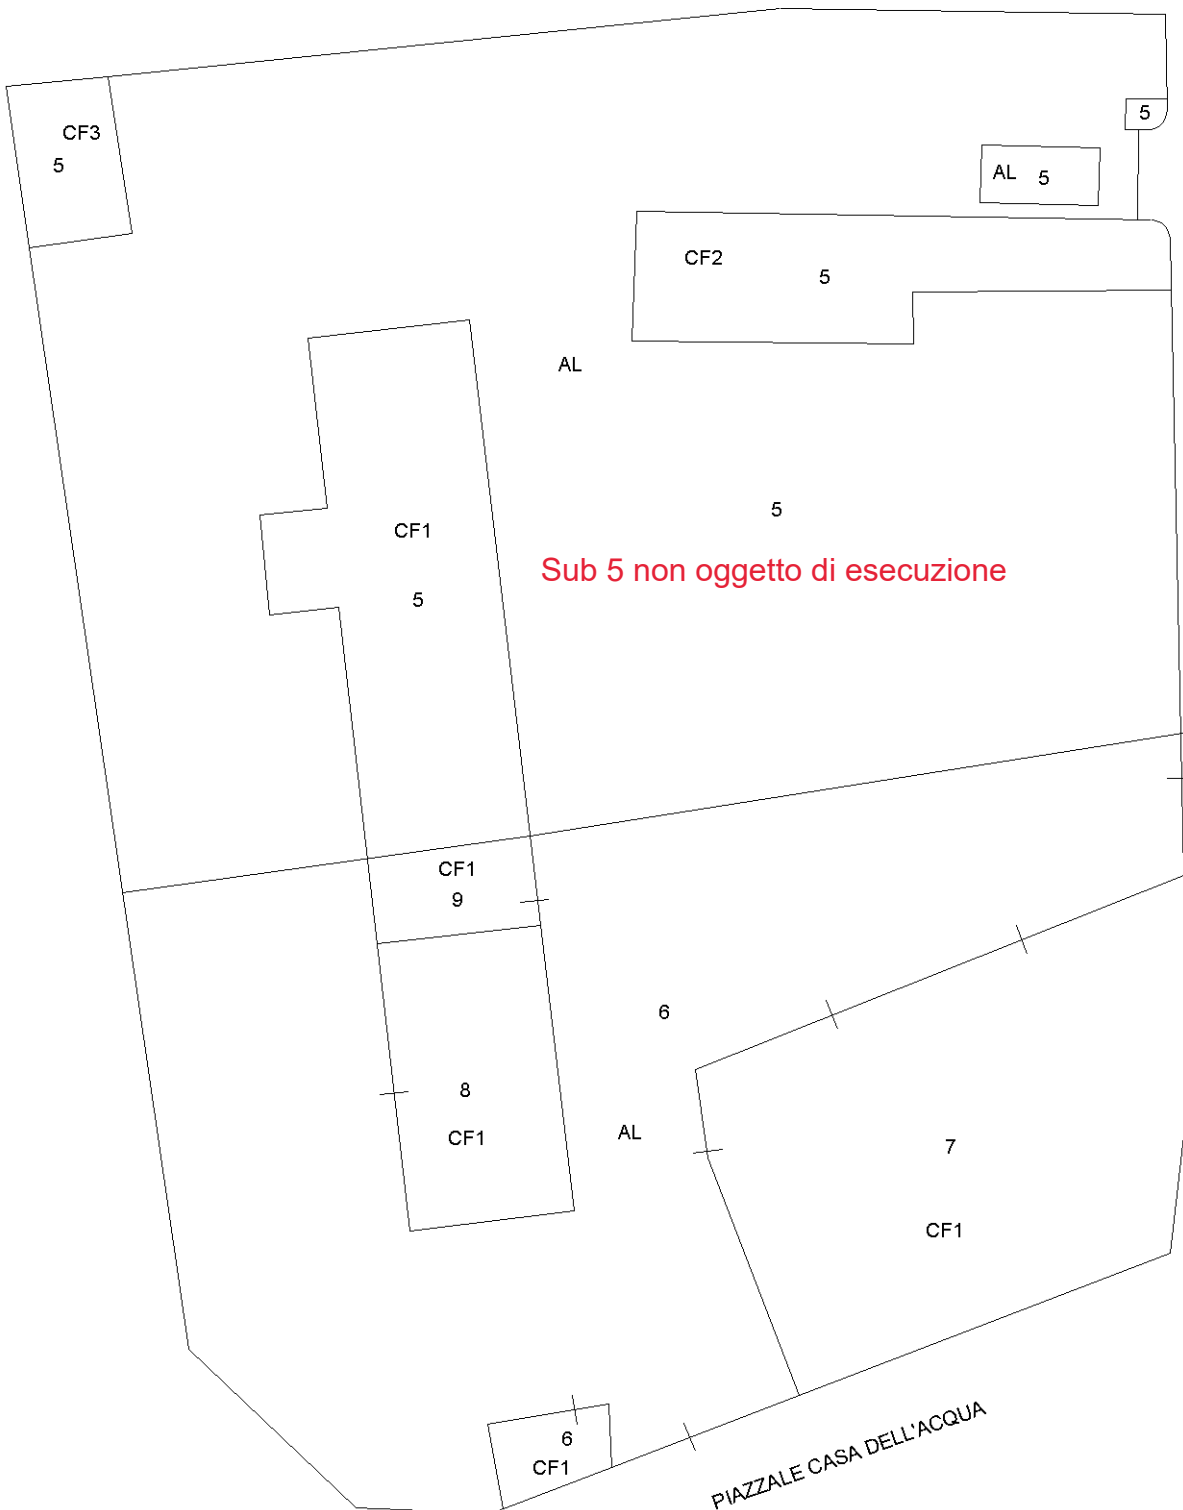 5
CF3
5
AL 5
CF2
5
AL
5
CF1
Sub 5 non oggetto di esecuzione
5
CF1
9
6
8
AL
CF1
7
CF1
6
CF1
PIAZZALE CASA DELL'ACQUA